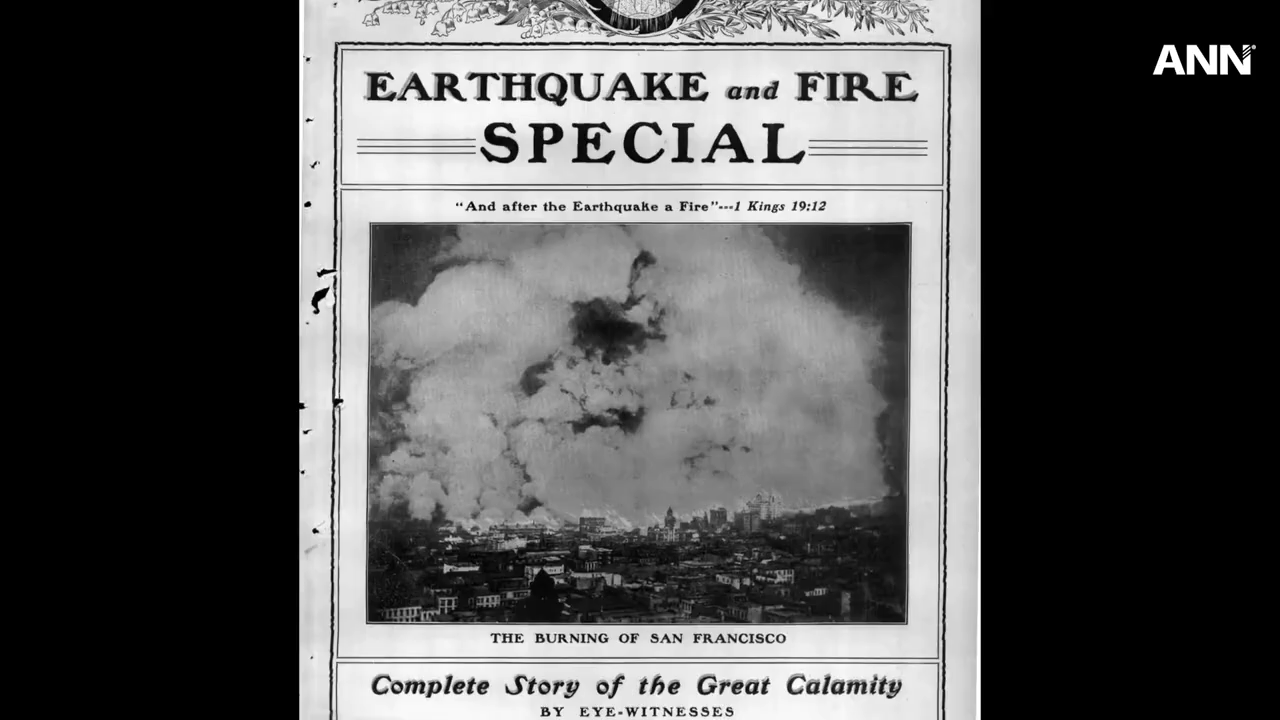 ANN
EARTHQUAKE and FIRE
SPECIAL
"And after the Earthquake a Fire"---1 Kings 19:12
THE BURNING OF SAN FRANCISCO
Complete Story of the Great Calamity
BY EYE-WITNESSES